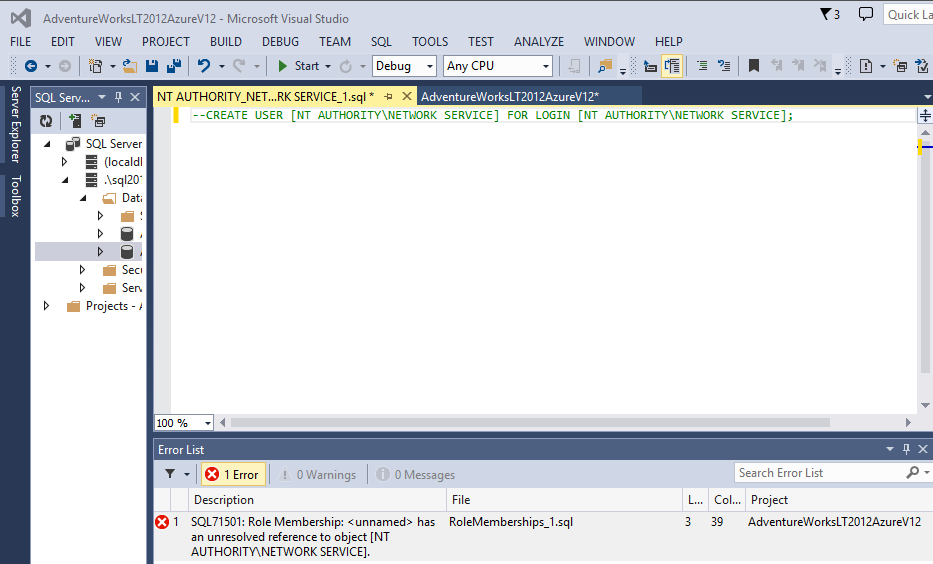 AdventureWorksLT2012AzureV12 - Microsoft Visual Studio
3
Quick La
FILE EDIT VIEW PROJECT BUILD DEBUG TEAM SQL TOOLS TEST ANALYZE WINDOW HELP
Start Debug Any CPU
Server Explorer
Toolbox
SQL Serv...
SQL Server
(locald
.\sql201
Data
S
A
A
Secu
Serv
Projects - A
NT AUTHORITY_NET...RK SERVICE_1.sql * AdventureWorksLT2012AzureV12*
--CREATE USER [NT AUTHORITY\NETWORK SERVICE] FOR LOGIN [NT AUTHORITY\NETWORK SERVICE];
100 %
Error List
1 Error 0 Warnings 0 Messages Search Error List
Description File L... Col... Project
1 SQL71501: Role Membership: <unnamed> has RoleMemberships_1.sql 3 39 AdventureWorksLT2012AzureV12
an unresolved reference to object [NT
AUTHORITY\NETWORK SERVICE].